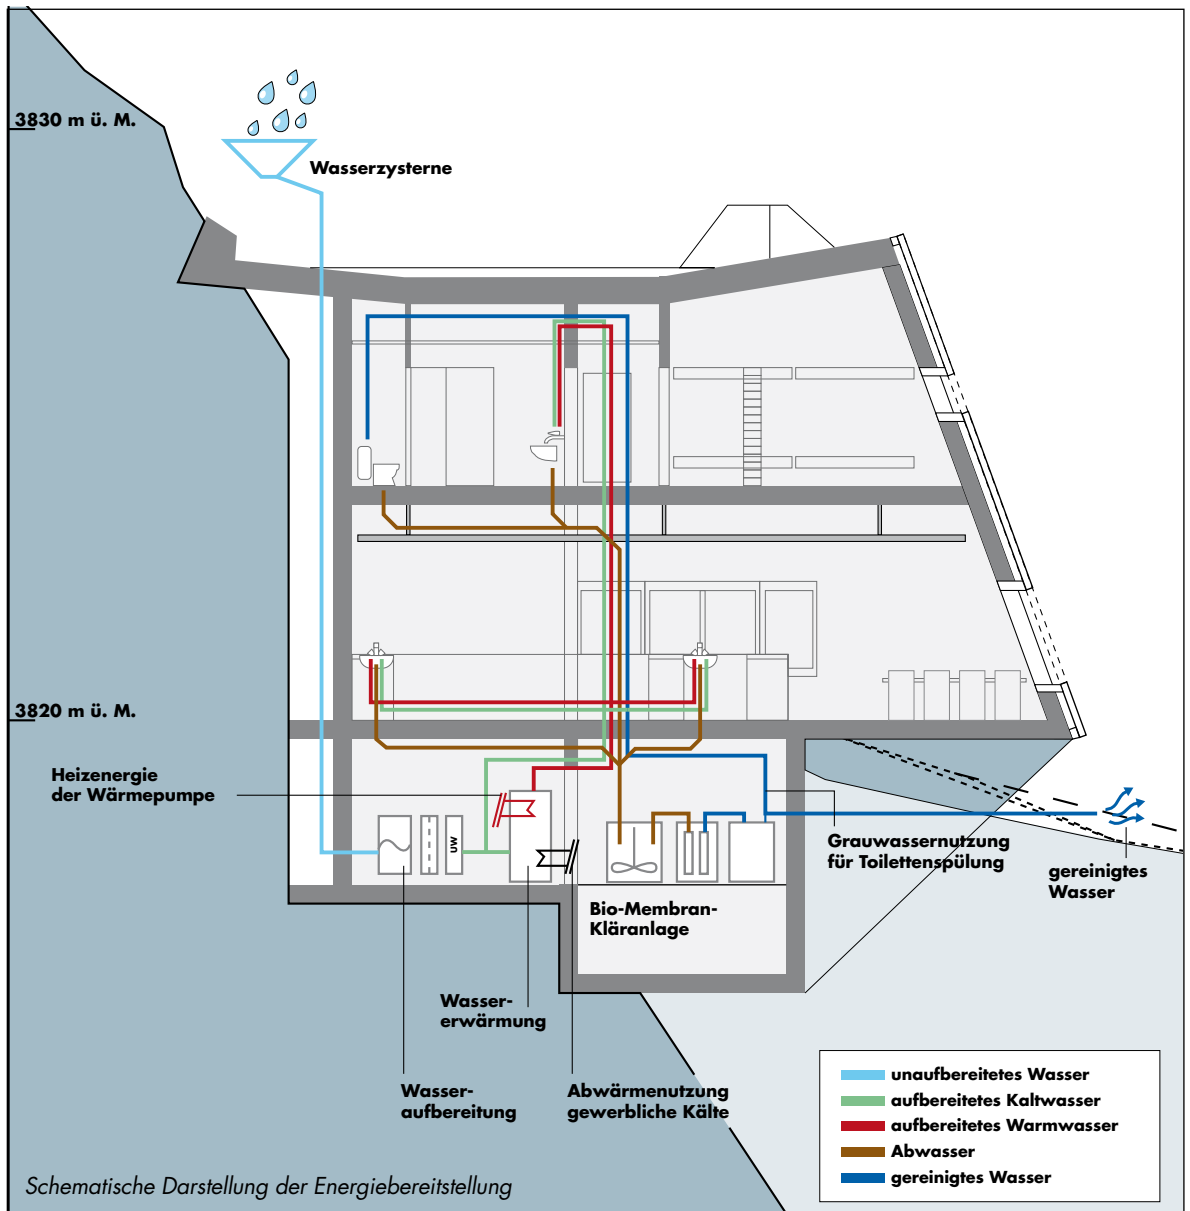 3830 m ü. M.
Wasserzysterne
3820 m ü. M.
Heizenergie
der Wärmepumpe
UW
Grauwassernutzung
für Toilettenspülung
gereinigtes
Wasser
Bio-Membran-
Kläranlage
Wasser-
erwärmung
Wasser-
aufbereitung
Abwärmenutzung
gewerbliche Kälte
unaufbereitetes Wasser
aufbereitetes Kaltwasser
aufbereitetes Warmwasser
Abwasser
gereinigtes Wasser
Schematische Darstellung der Energiebereitstellung